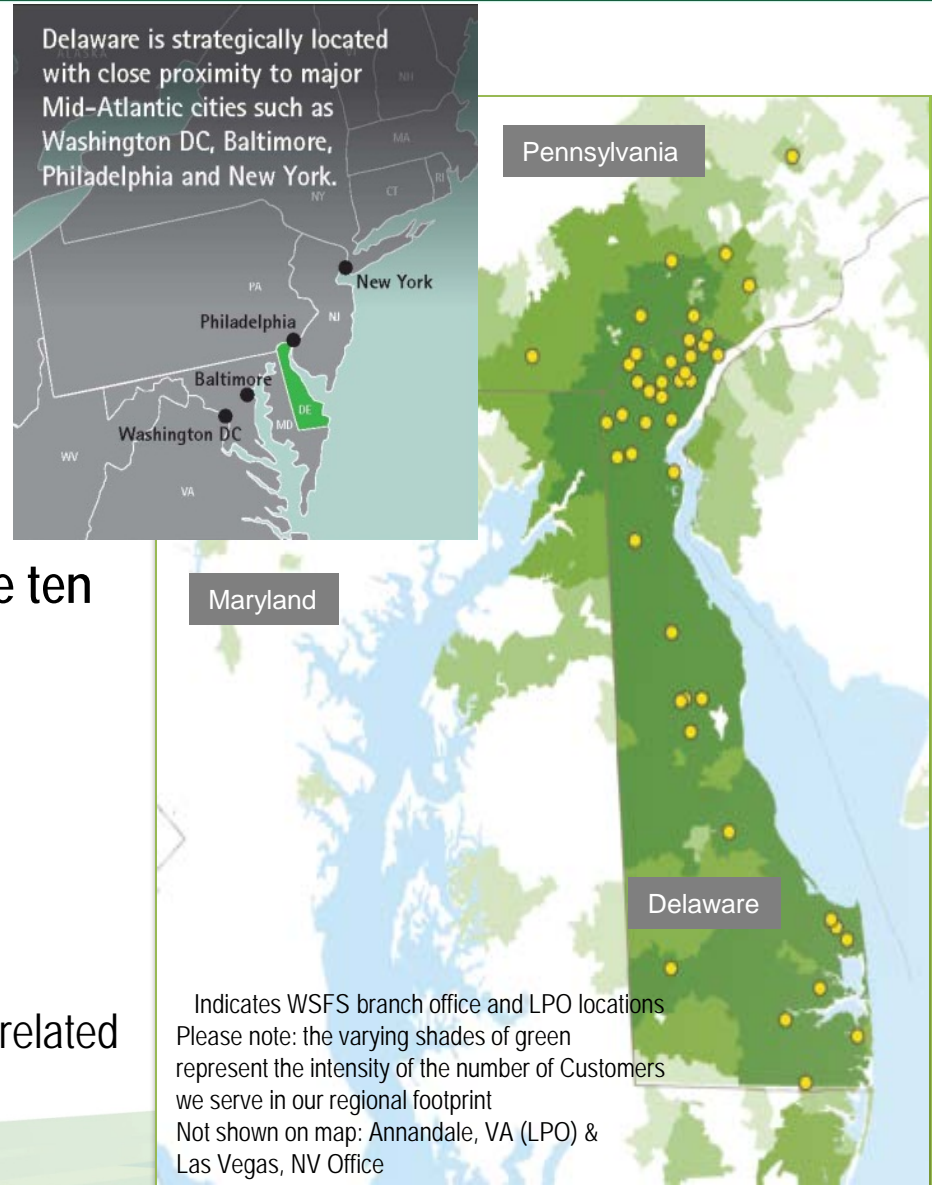 Delaware is strategically located
with close proximity to major
Mid-Atlantic cities such as
Washington DC, Baltimore,
Philadelphia and New York.
NH
MA
NY
CT
RI
PA
New York
Philadelphia
NJ
Baltimore
DE
MD
Washington DC
WV
VA
Pennsylvania
e ten
Maryland
Delaware
related
Indicates WSFS branch office and LPO locations
Please note: the varying shades of green
represent the intensity of the number of Customers
we serve in our regional footprint
Not shown on map: Annandale, VA (LPO) &
Las Vegas, NV Office